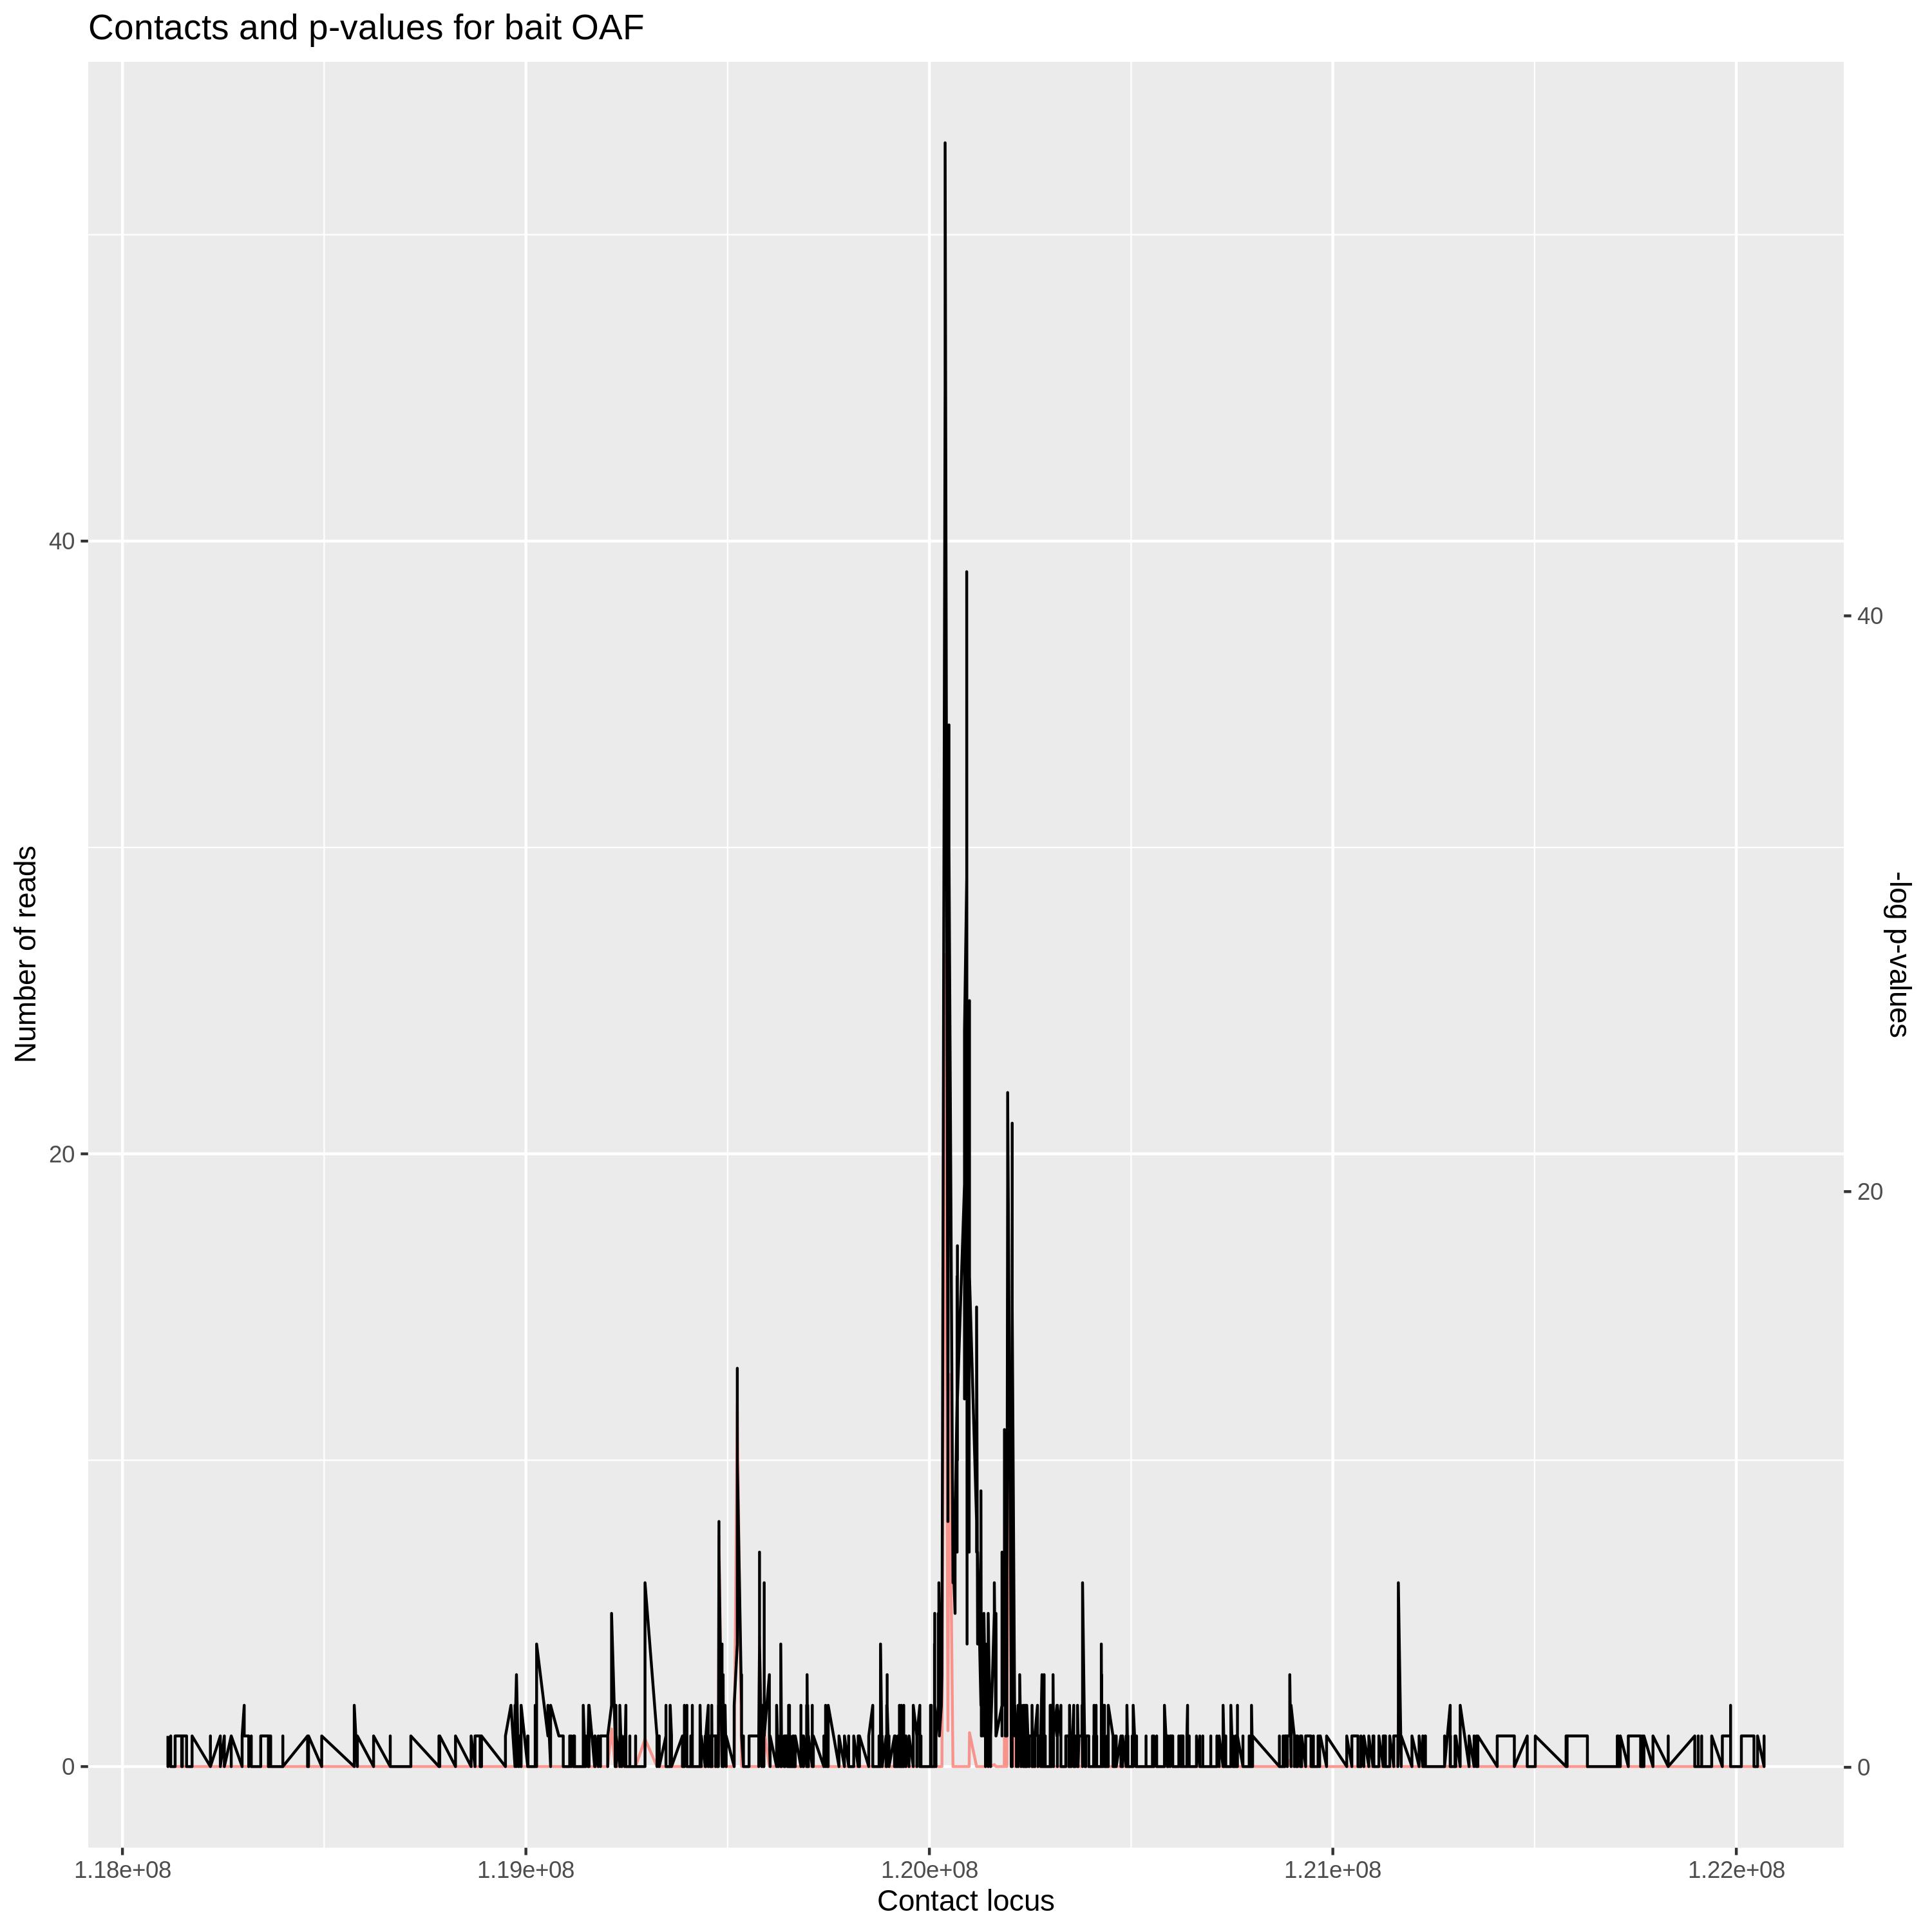 Contacts and p-values for bait OAF
Number of reads
40
20
0
40
20
0
-log p-values
1.18e+08
1.19e+08
1.20e+08
1.21e+08
1.22e+08
Contact locus